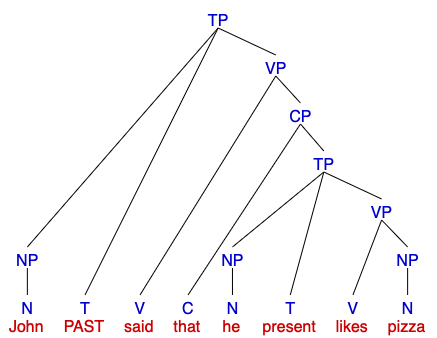 TP
VP
CP
TP
VP
NP NP NP
N T V C N T V N
John PAST said that he present likes pizza